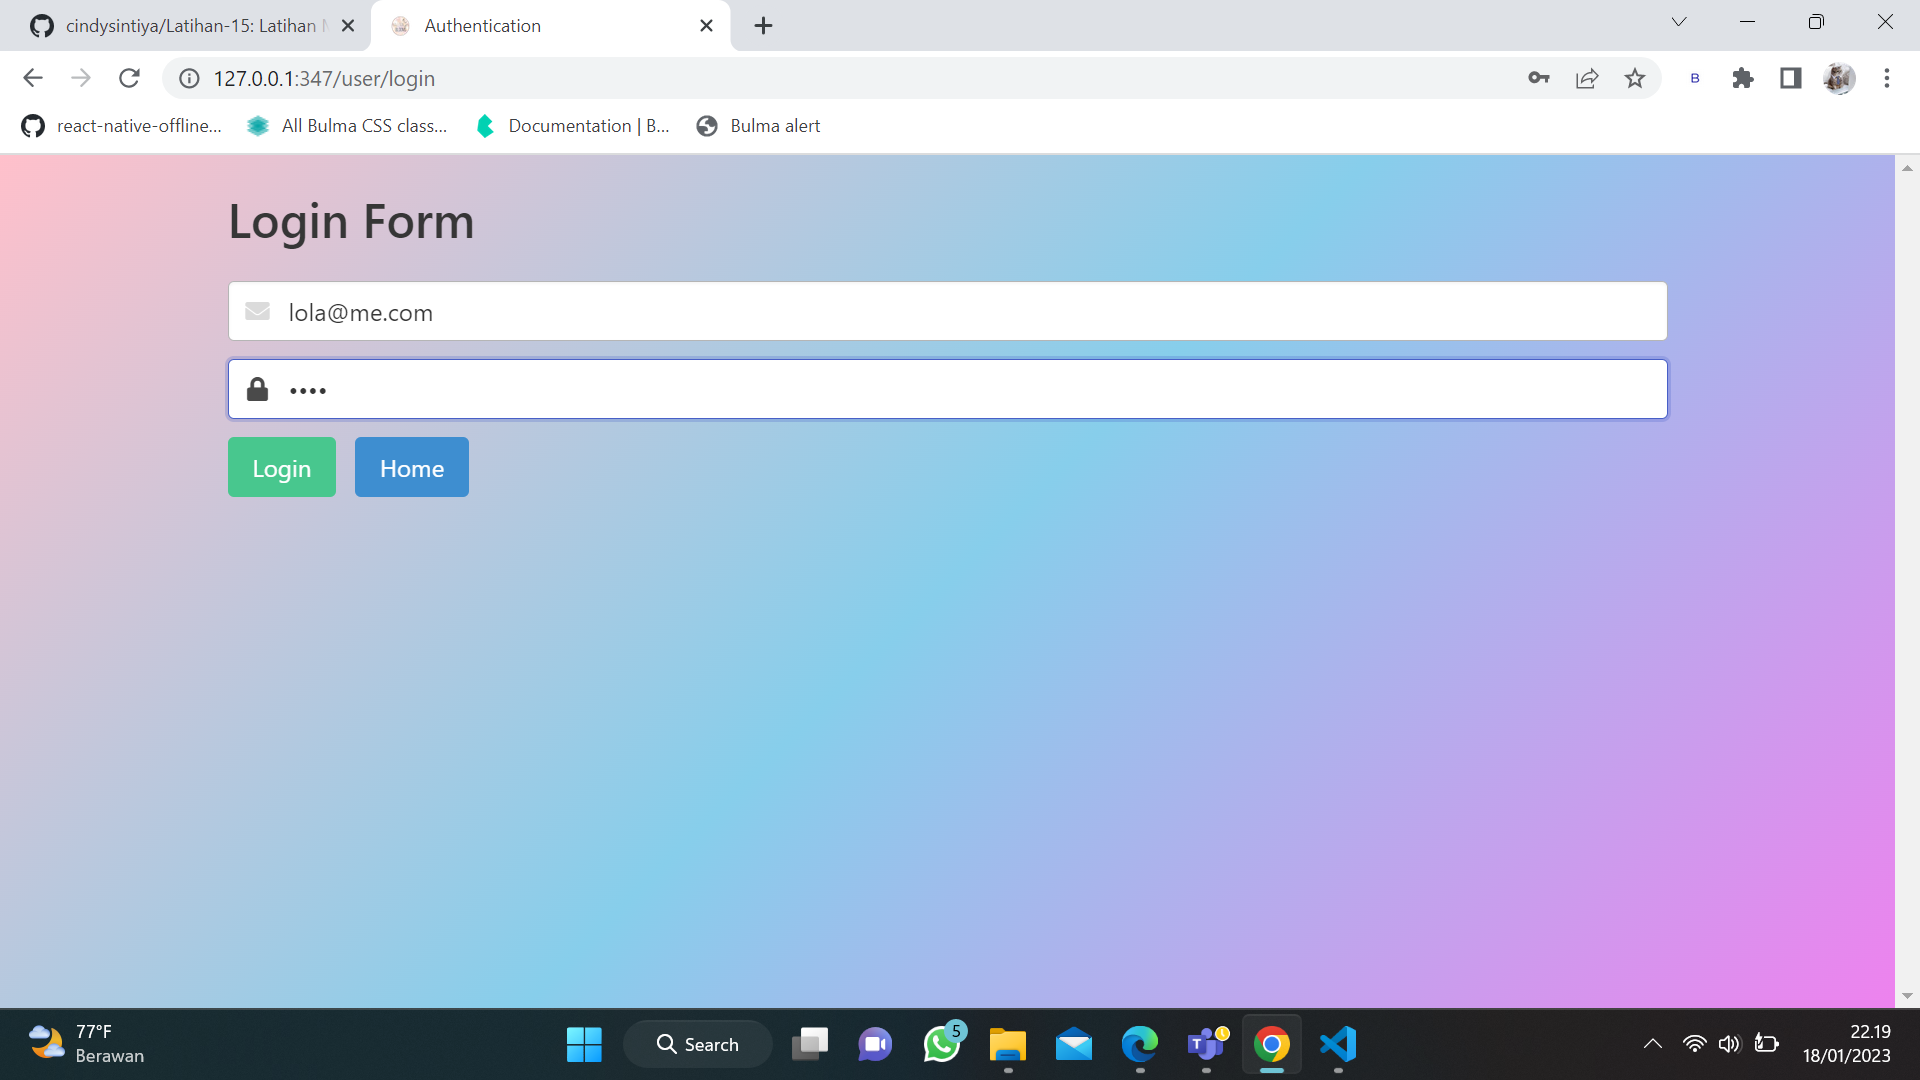 cindysintiya/Latihan-15: Latihan
Authentication
127.0.0.1:347/user/login
B
react-native-offline...
All Bulma CSS class...
Documentation | B...
Bulma alert
Login Form
lola@me.com
••••
Login
Home
77°F
Berawan
Search
5
22.19
18/01/2023